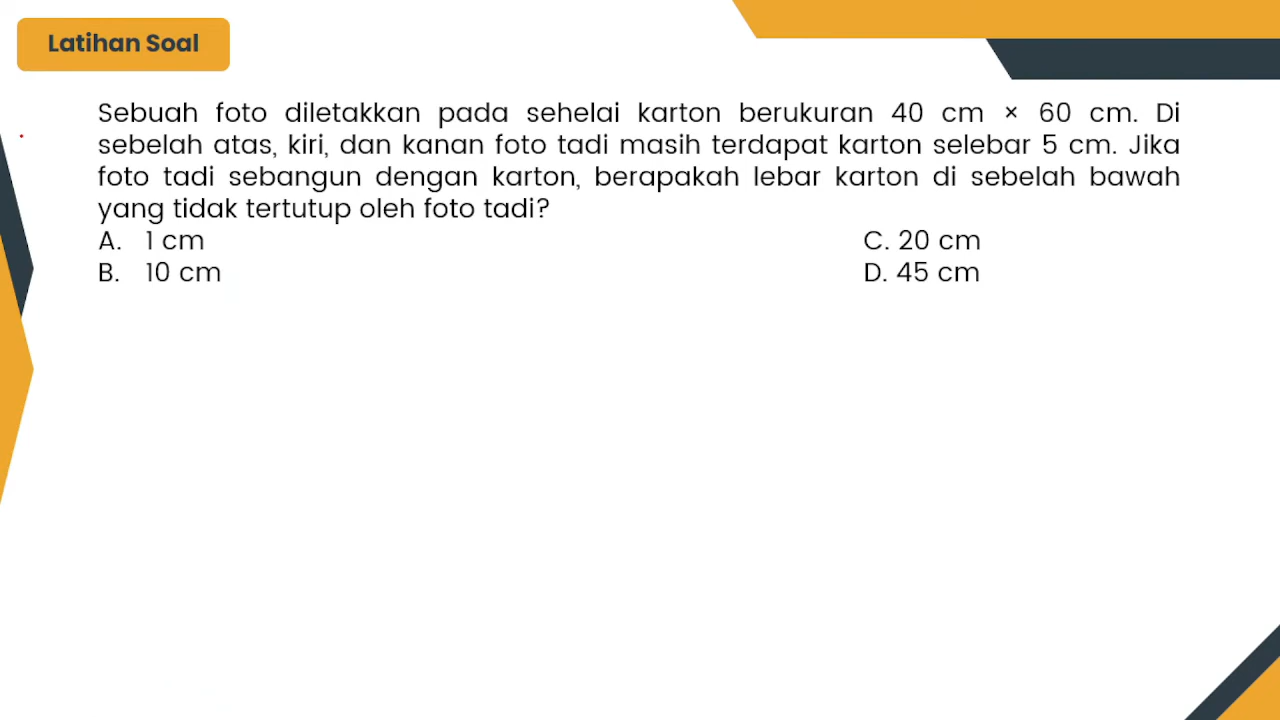 Latihan Soal
Sebuah foto diletakkan pada sehelai karton berukuran 40 cm × 60 cm. Di
sebelah atas, kiri, dan kanan foto tadi masih terdapat karton selebar 5 cm. Jika
foto tadi sebangun dengan karton, berapakah lebar karton di sebelah bawah
yang tidak tertutup oleh foto tadi?
A. 1 cm
B. 10 cm
C. 20 cm
D. 45 cm